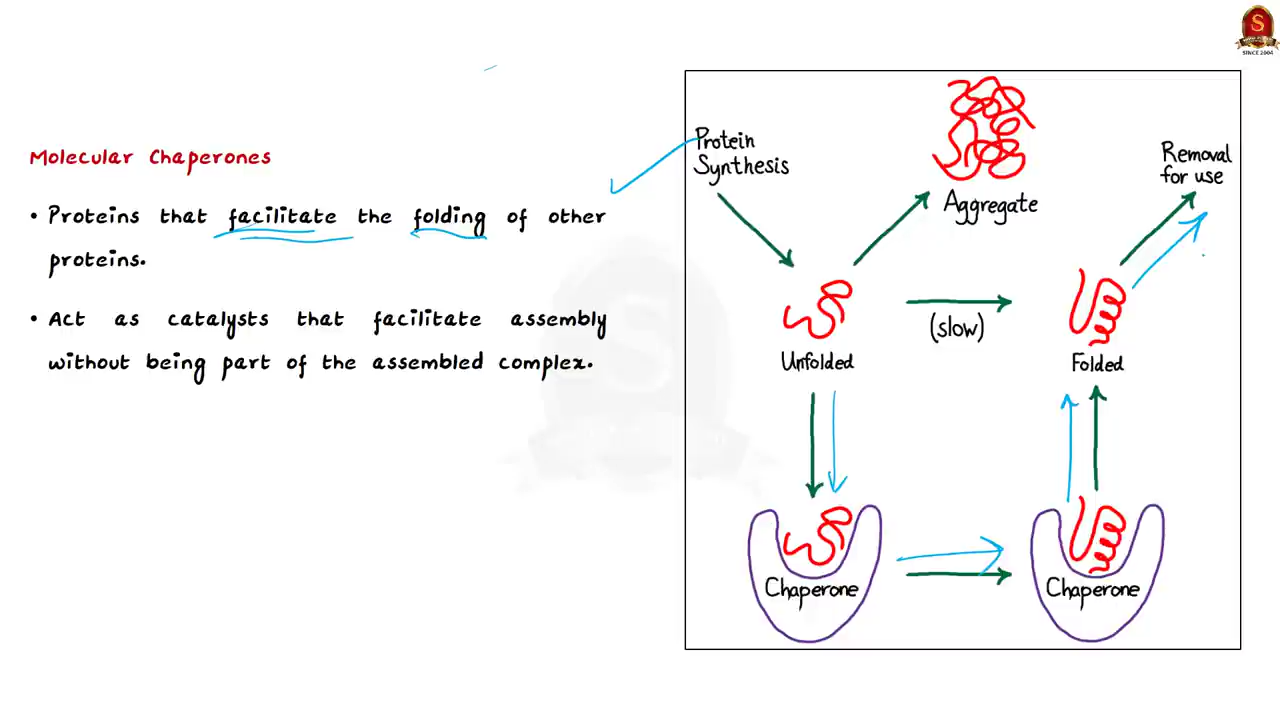 Molecular Chaperones
• Proteins that facilitate the folding of other
proteins.
• Act as catalysts that facilitate assembly
without being part of the assembled complex.
Protein
Synthesis
Aggregate
Removal
for use
Unfolded
(slow)
Folded
Chaperone
Chaperone
S
SINCE 2004